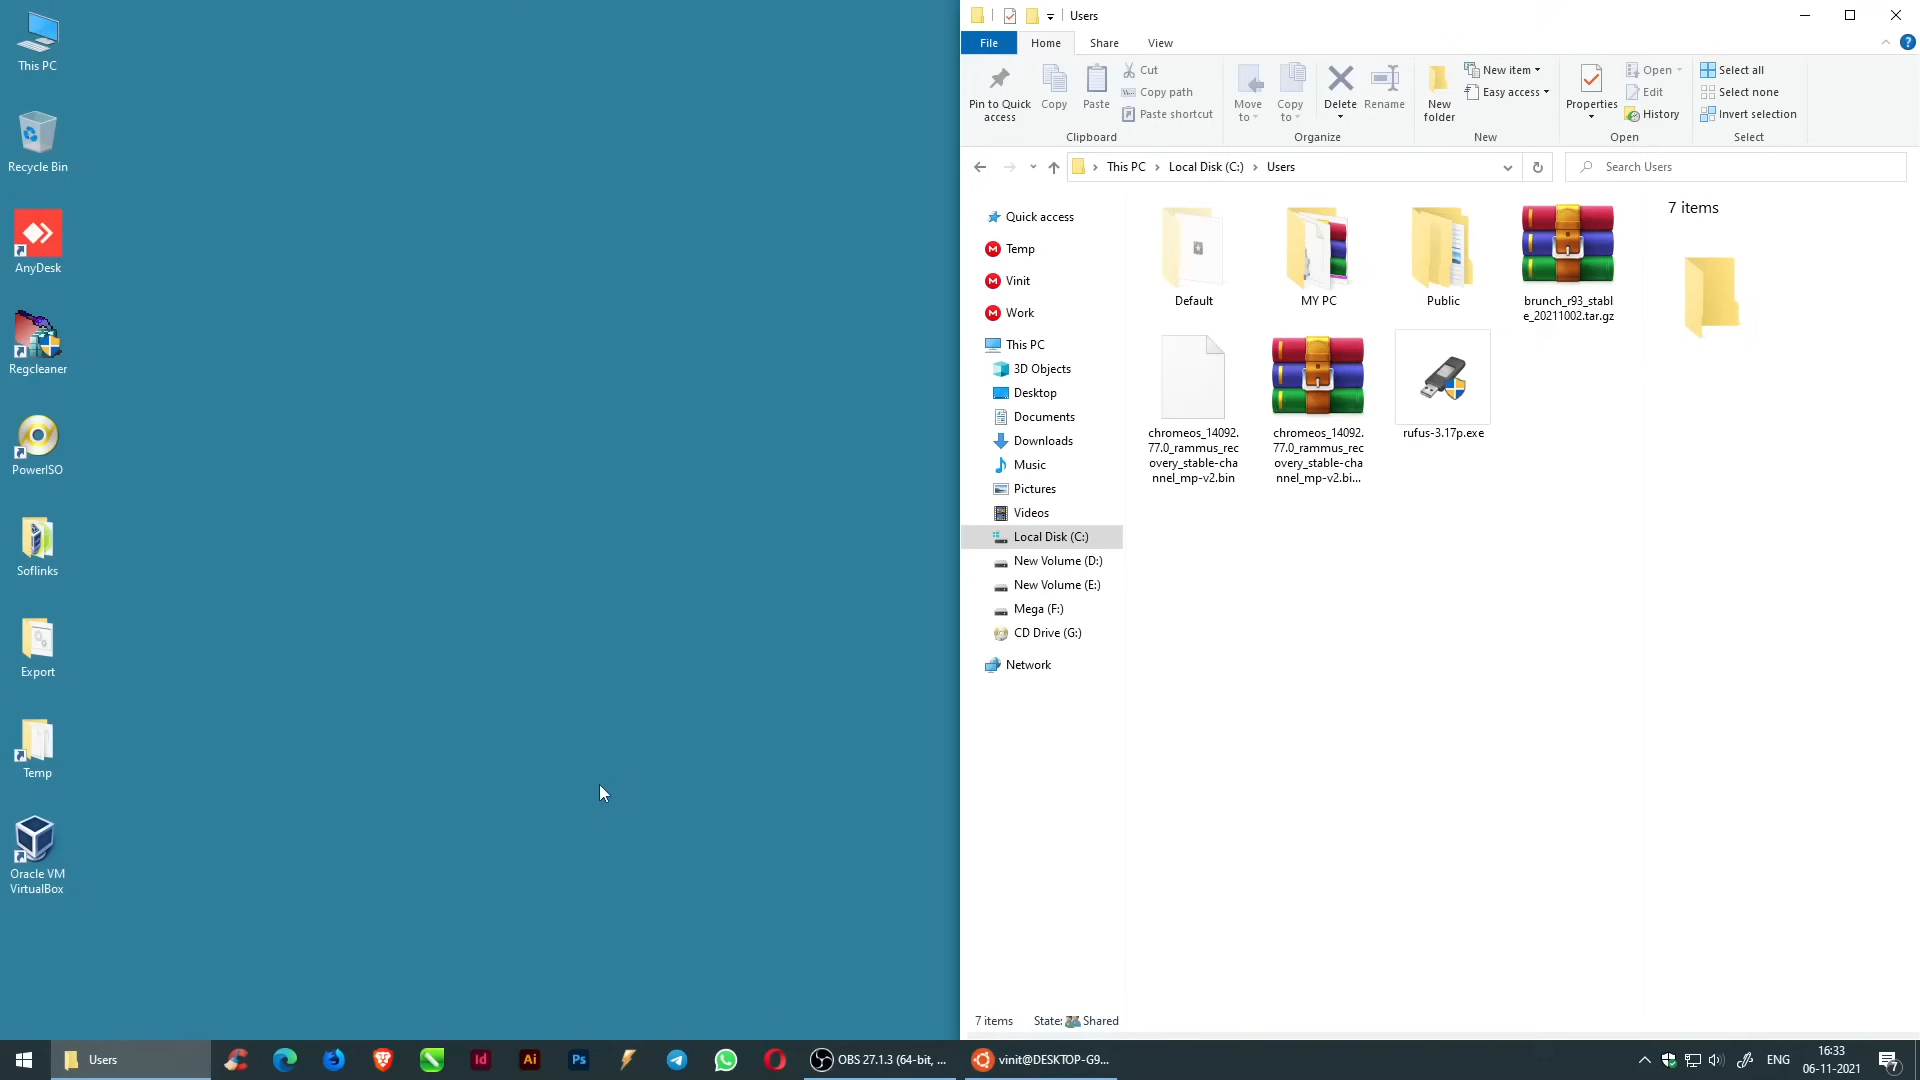 This PC
Recycle Bin
AnyDesk
Regcleaner
PowerISO
Soflinks
Export
Temp
Oracle VM
VirtualBox
Users
File
Home
Share
View
Pin to Quick
access
Copy
Paste
Cut
Copy path
Paste shortcut
Clipboard
Move
to
Copy
to
Delete
Rename
Organize
New
folder
New item
Easy access
New
Properties
Open
Edit
History
Open
Select all
Select none
Invert selection
Select
This PC
Local Disk (C:)
Users
Search Users
Quick access
Temp
Vinit
Work
This PC
3D Objects
Desktop
Documents
Downloads
Music
Pictures
Videos
Local Disk (C:)
New Volume (D:)
New Volume (E:)
Mega (F:)
CD Drive (G:)
Network
Default
MY PC
Public
brunch_r93_stabl
e_20211002.tar.gz
chromeos_14092.
77.0_rammus_rec
overy_stable-cha
nnel_mp-v2.bin
chromeos_14092.
77.0_rammus_rec
overy_stable-cha
nnel_mp-v2.bi...
rufus-3.17p.exe
7 items
7 items
State:
Shared
Users
Id
Ai
Ps
OBS 27.1.3 (64-bit, ...
vinit@DESKTOP-G9...
ENG
16:33
06-11-2021
7